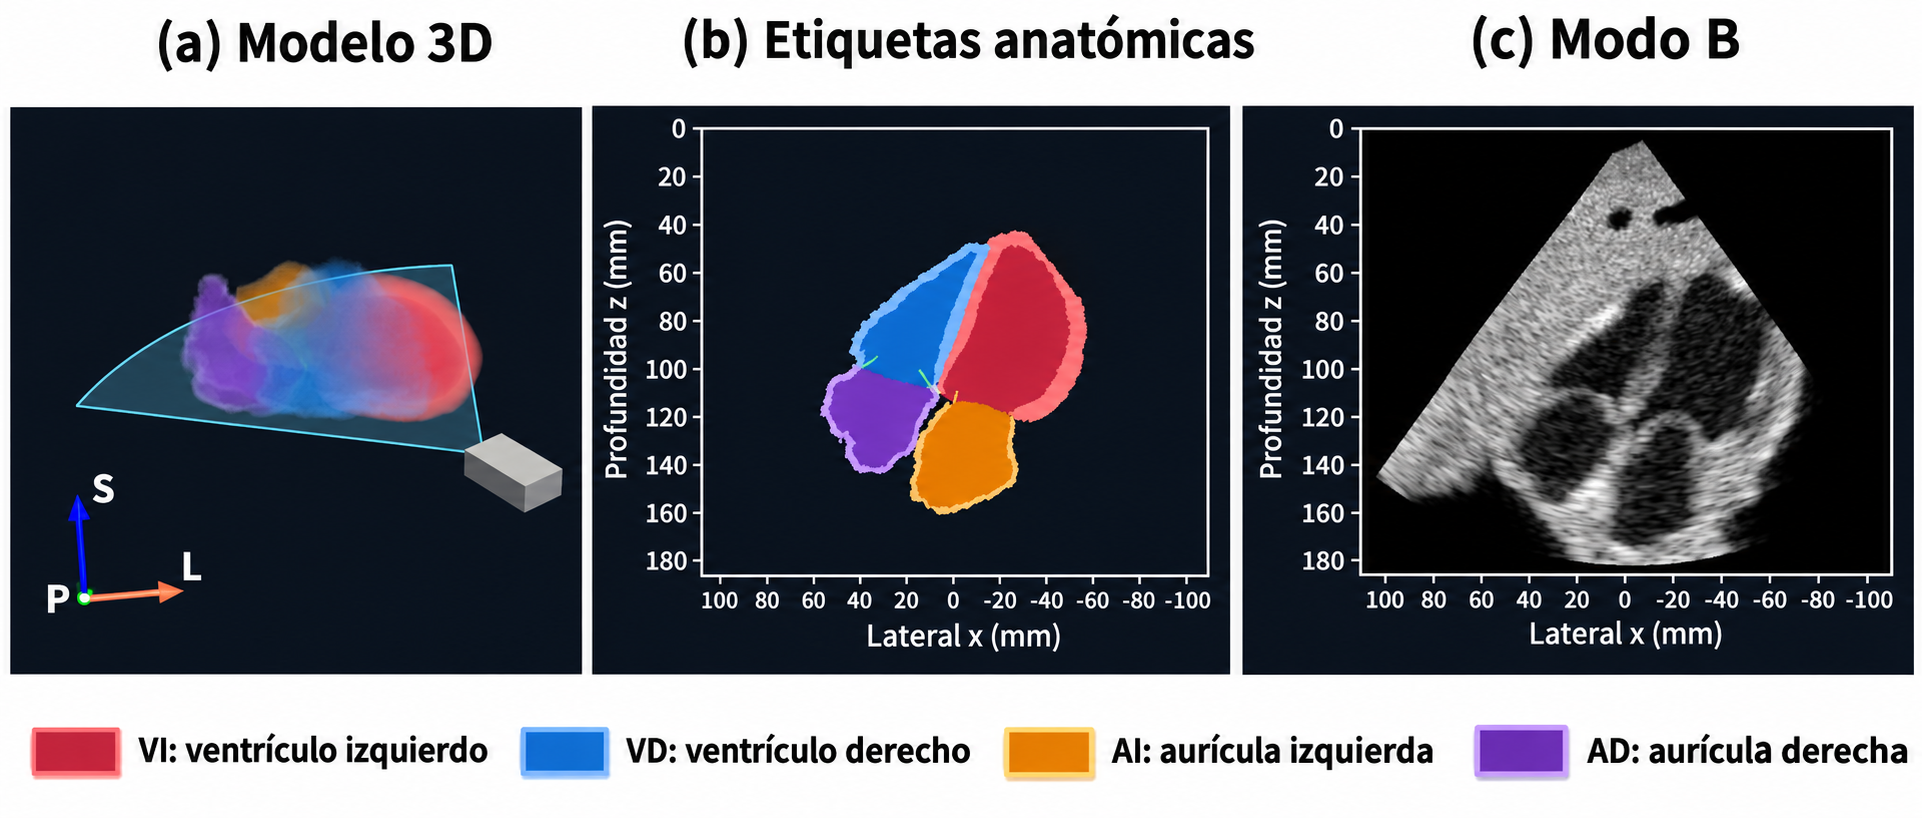 (a) Modelo 3D
(b) Etiquetas anatómicas
(c) Modo B
S
L
P
0
20
40
60
80
100
120
140
160
180
Profundidad z (mm)
100 80 60 40 20 0 -20 -40 -60 -80 -100
Lateral x (mm)
0
20
40
60
80
100
120
140
160
180
Profundidad z (mm)
100 80 60 40 20 0 -20 -40 -60 -80 -100
Lateral x (mm)
VI: ventrículo izquierdo
VD: ventrículo derecho
AI: aurícula izquierda
AD: aurícula derecha